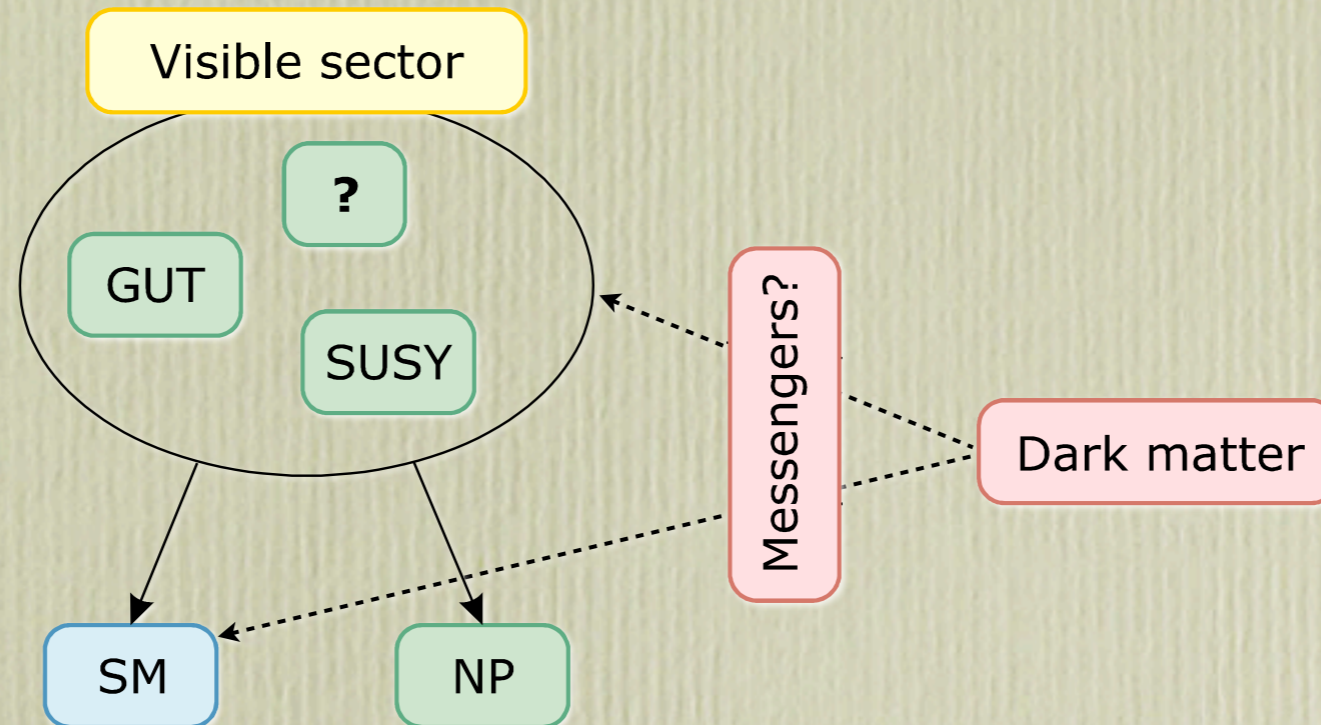 Visible sector
?
GUT
SUSY
Messengers?
Dark matter
SM
NP